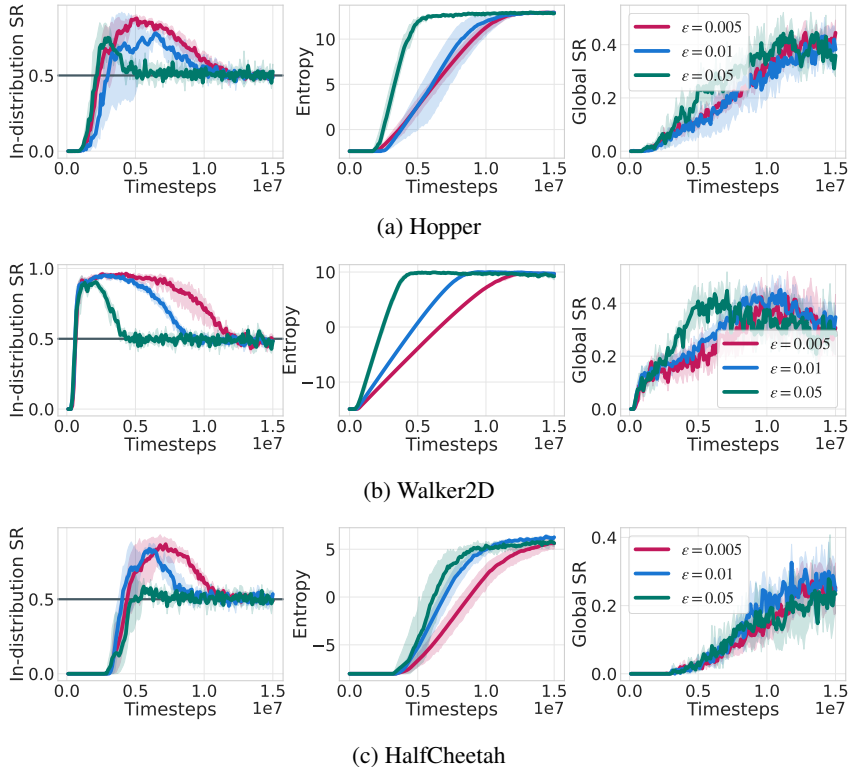 In-distribution SR
0.5
0.0
0.0 0.5 1.0 1.5
Timesteps 1e7
Entropy
10
5
0
0.0 0.5 1.0 1.5
Timesteps 1e7
Global SR
0.4
0.2
0.0
ε = 0.005
ε = 0.01
ε = 0.05
0.0 0.5 1.0 1.5
Timesteps 1e7
(a) Hopper
In-distribution SR
1.0
0.5
0.0
0.0 0.5 1.0 1.5
Timesteps 1e7
Entropy
10
0
−10
0.0 0.5 1.0 1.5
Timesteps 1e7
Global SR
0.4
0.2
0.0
ε = 0.005
ε = 0.01
ε = 0.05
0.0 0.5 1.0 1.5
Timesteps 1e7
(b) Walker2D
In-distribution SR
0.5
0.0
0.0 0.5 1.0 1.5
Timesteps 1e7
Entropy
5
0
−5
0.0 0.5 1.0 1.5
Timesteps 1e7
Global SR
0.4
0.2
0.0
ε = 0.005
ε = 0.01
ε = 0.05
0.0 0.5 1.0 1.5
Timesteps 1e7
(c) HalfCheetah